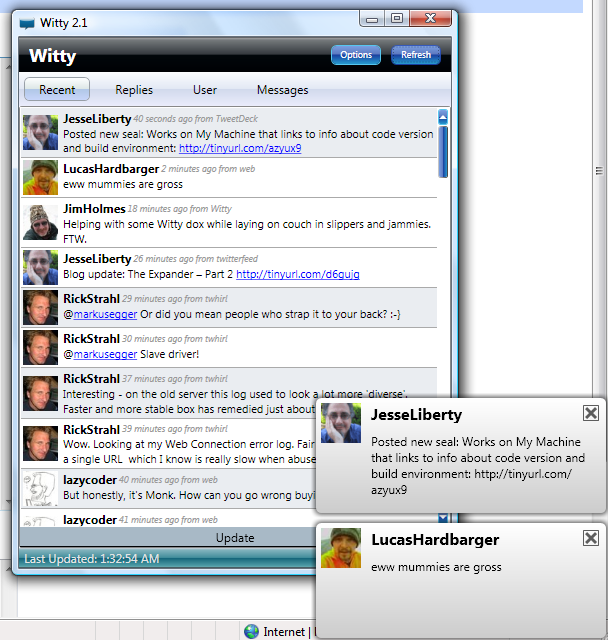 Witty 2.1
Witty
Options
Refresh
Recent
Replies
User
Messages
JesseLiberty 40 seconds ago from TweetDeck
Posted new seal: Works on My Machine that links to info about code version
and build environment: http://tinyurl.com/azyux9
LucasHardbarger 2 minutes ago from web
eww mummies are gross
JimHolmes 18 minutes ago from Witty
Helping with some Witty dox while laying on couch in slippers and jammies.
FTW.
JesseLiberty 26 minutes ago from twitterfeed
Blog update: The Expander – Part 2 http://tinyurl.com/d6gujg
RickStrahl 29 minutes ago from twhirl
@markusegger Or did you mean people who strap it to your back? :-}
RickStrahl 30 minutes ago from twhirl
@markusegger Slave driver!
RickStrahl 37 minutes ago from twhirl
Interesting - on the old server this log used to look a lot more 'diverse'.
Faster and more stable box has remedied just about
RickStrahl 39 minutes ago from twhirl
Wow. Looking at my Web Connection error log.
a single URL which I know is really slow when
lazycoder 40 minutes ago from web
But honestly, it's Monk. How can you go wrong
lazycoder 41 minutes ago from web
Update
Last Updated: 1:32:54 AM
JesseLiberty
Posted new seal: Works on My Machine
that links to info about code version and
build environment: http://tinyurl.com/
azyux9
LucasHardbarger
eww mummies are gross
Internet |